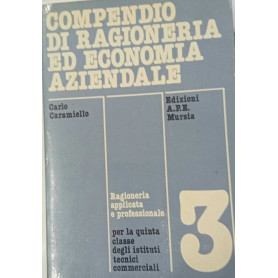 COMPENDIO
DI RAGIONERIA
ED ECONOMIA
AZIENDALE
Carlo
Caramiello
Edizioni
A.P.E.
Mursia
Ragioneria
applicata
e professionale
per la quinta
classe
degli istituti
tecnici
commerciali
3